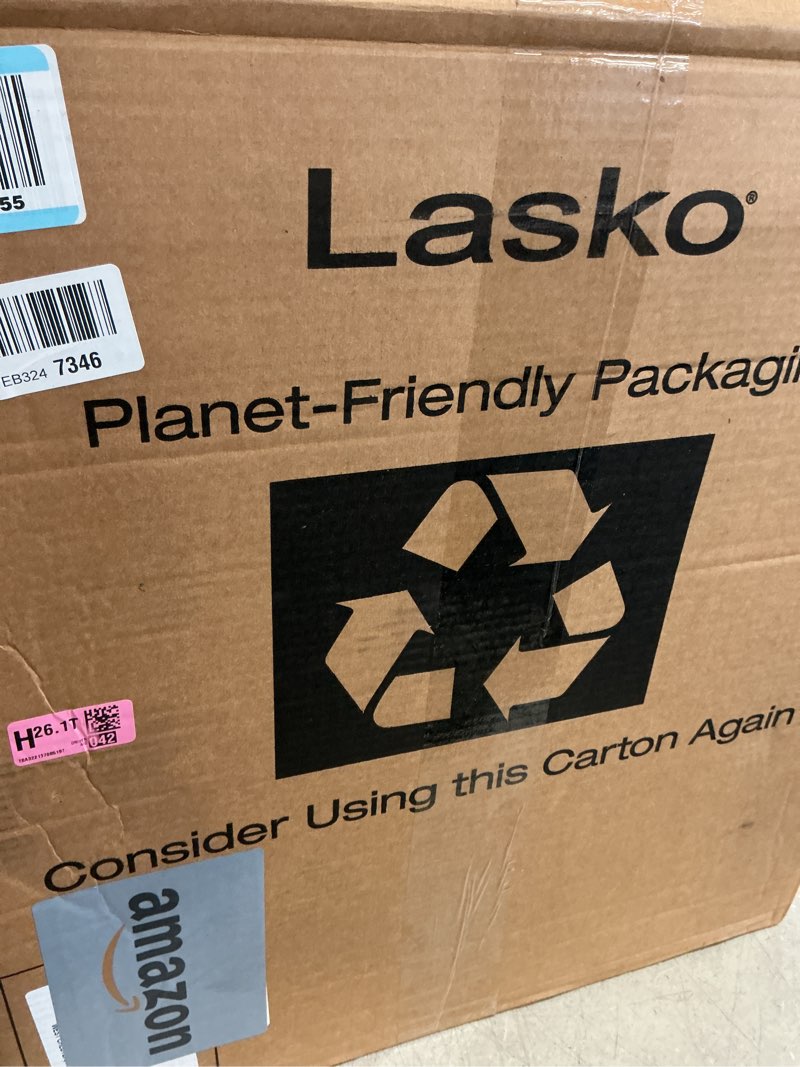 55
Lasko®
EB324 7346
Planet-Friendly Packagi
H26.1T
042
Consider Using this Carton Again
amazon